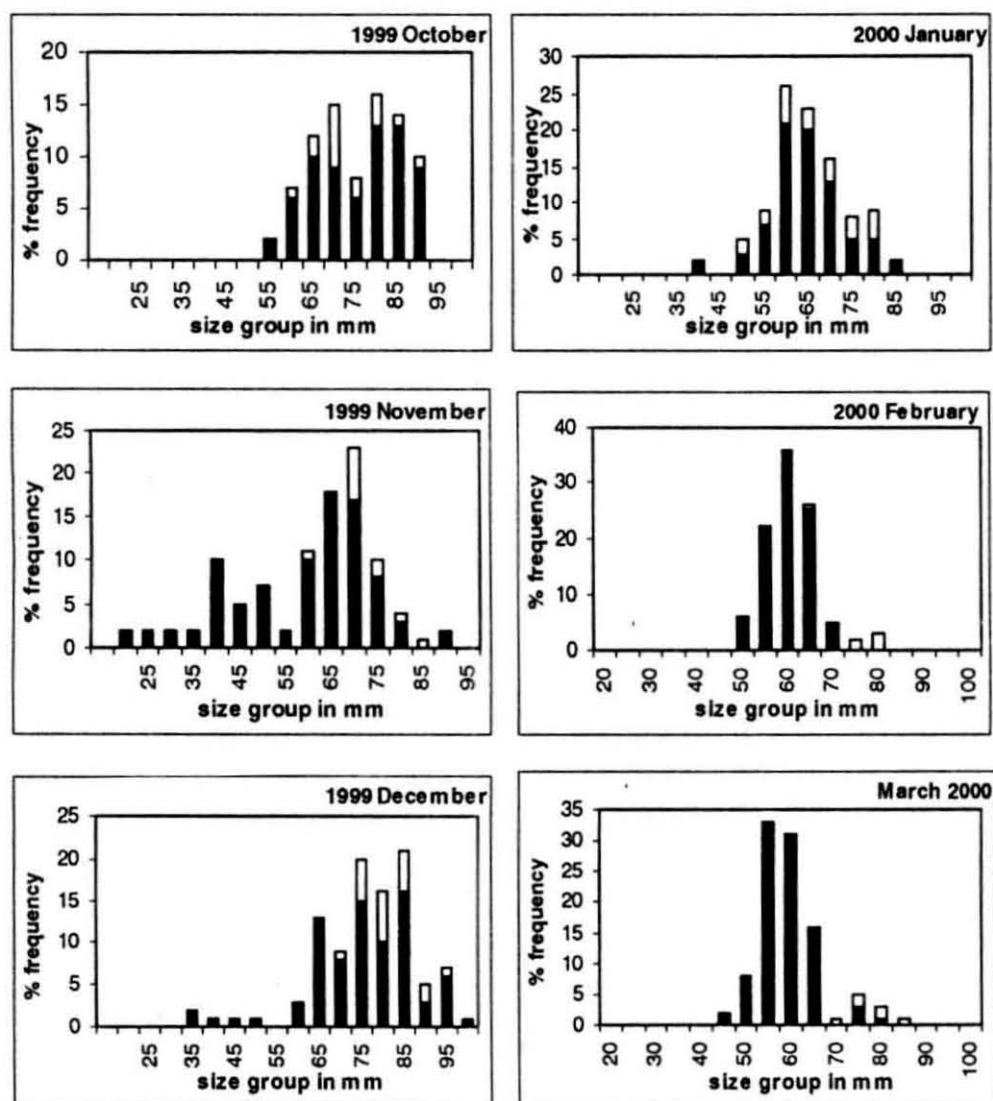 1999 October
20
15
10
5
0
% frequency
25 35 45 55 65 75 85 95
size group in mm
2000 January
30
25
20
15
10
5
0
% frequency
25 35 45 55 65 75 85 95
size group in mm
1999 November
25
20
15
10
5
0
% frequency
25 35 45 55 65 75 85 95
size group in mm
2000 February
40
30
20
10
0
% frequency
20 30 40 50 60 70 80 90 100
size group in mm
1999 December
25
20
15
10
5
0
% frequency
25 35 45 55 65 75 85 95
size group in mm
March 2000
35
30
25
20
15
10
5
0
% frequency
20 30 40 50 60 70 80 90 100
size group in mm